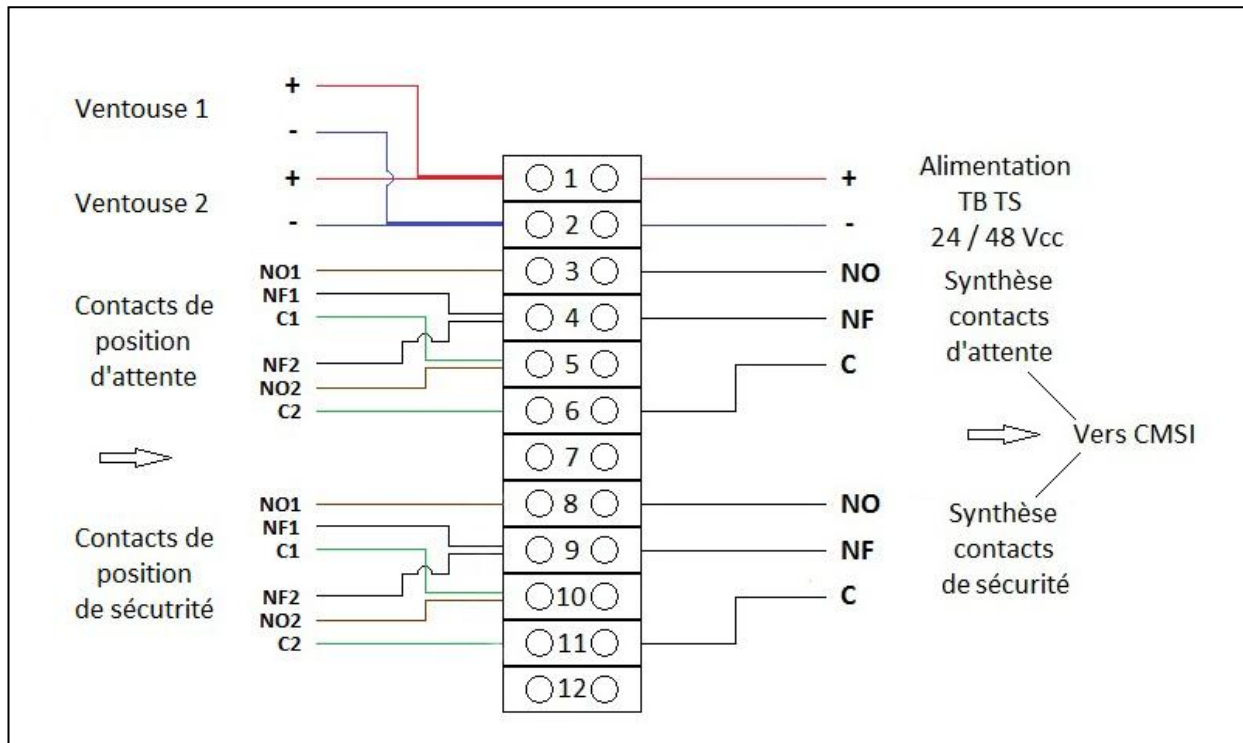 Ventouse 1
+
-
Ventouse 2
+
-
Contacts de
position
d'attente
NO1
NF1
C1
NF2
NO2
C2
Contacts de
position
de sécutrité
NO1
NF1
C1
NF2
NO2
C2
1
2
3
4
5
6
7
8
9
10
11
12
+
-
NO
NF
C
NO
NF
C
Alimentation
TB TS
24 / 48 Vcc
Synthèse
contacts
d'attente
Vers CMSI
Synthèse
contacts
de sécurité